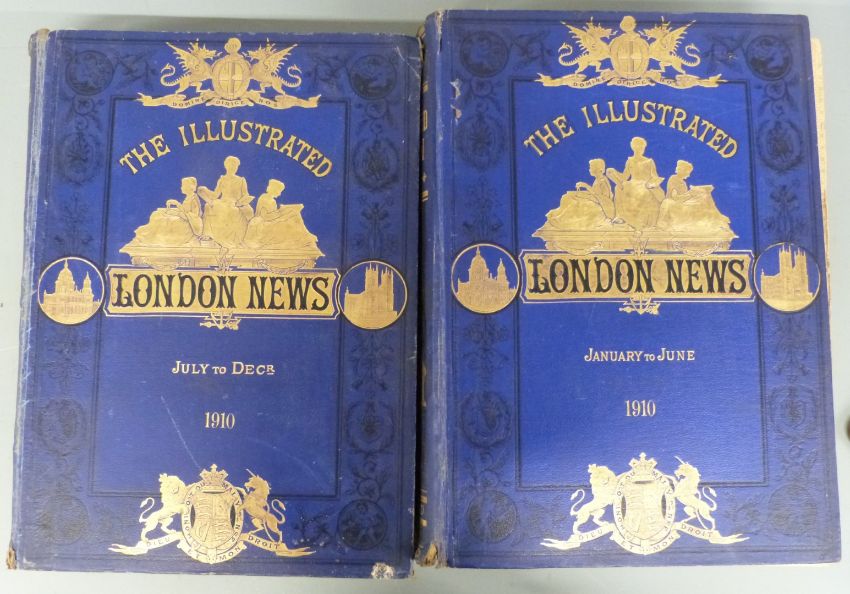 DOMINE DIRIGE NOS
THE ILLUSTRATED
LONDON NEWS
JULY TO DECR
1910
DIEU ET MON DROIT
DOMINE DIRIGE NOS
THE ILLUSTRATED
LONDON NEWS
JANUARY TO JUNE
1910
DIEU ET MON DROIT